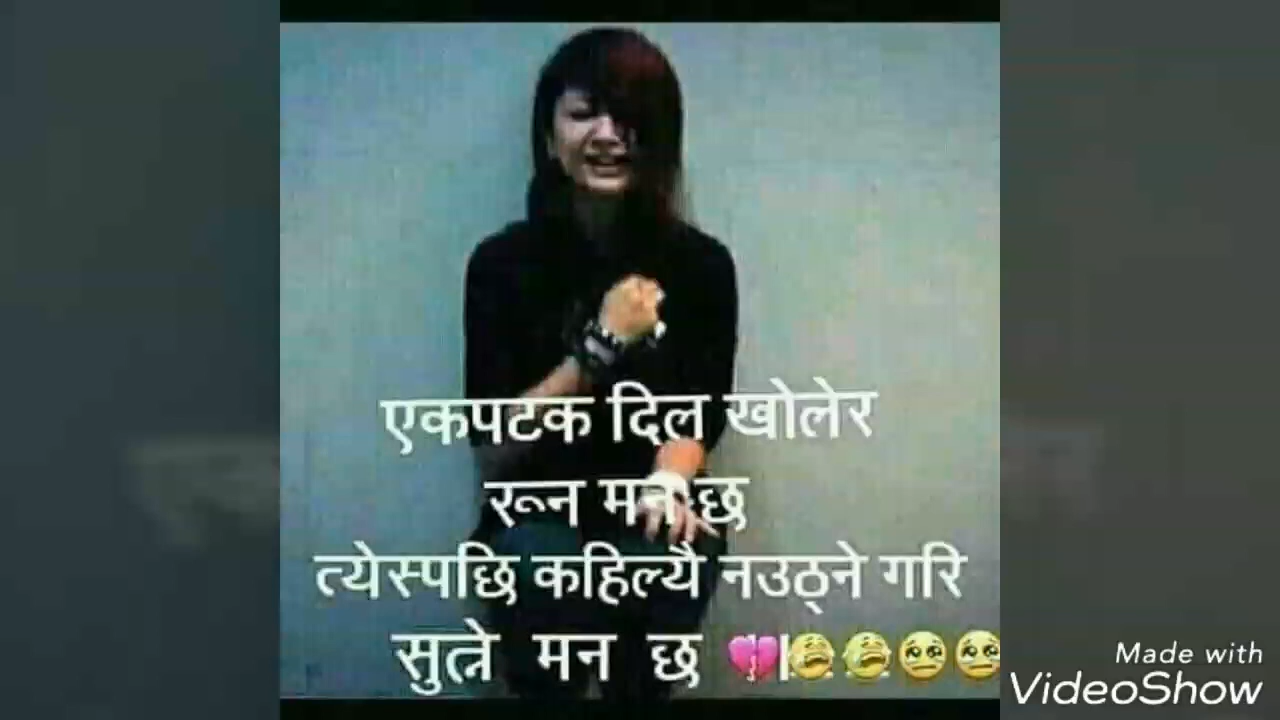 एकपटक दिल खोलेर
रून मन छ
त्येस्पछि कहिल्यै नउठ्ने गरि
सुत्ने मन छ 💔।😫😭🥺🥺
Made with
VideoShow